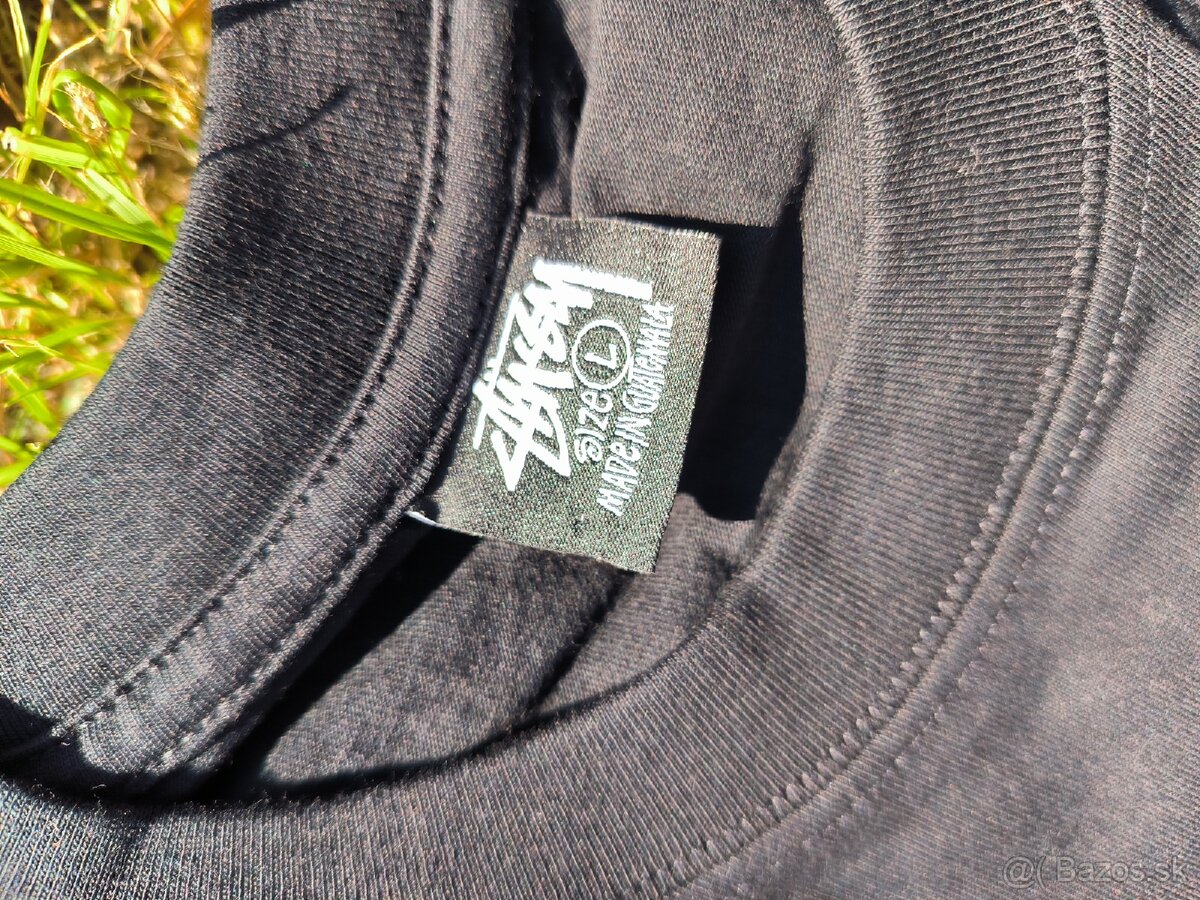 STUSSY
SIZE L
MADE IN GUATEMALA
@( Bazos.sk